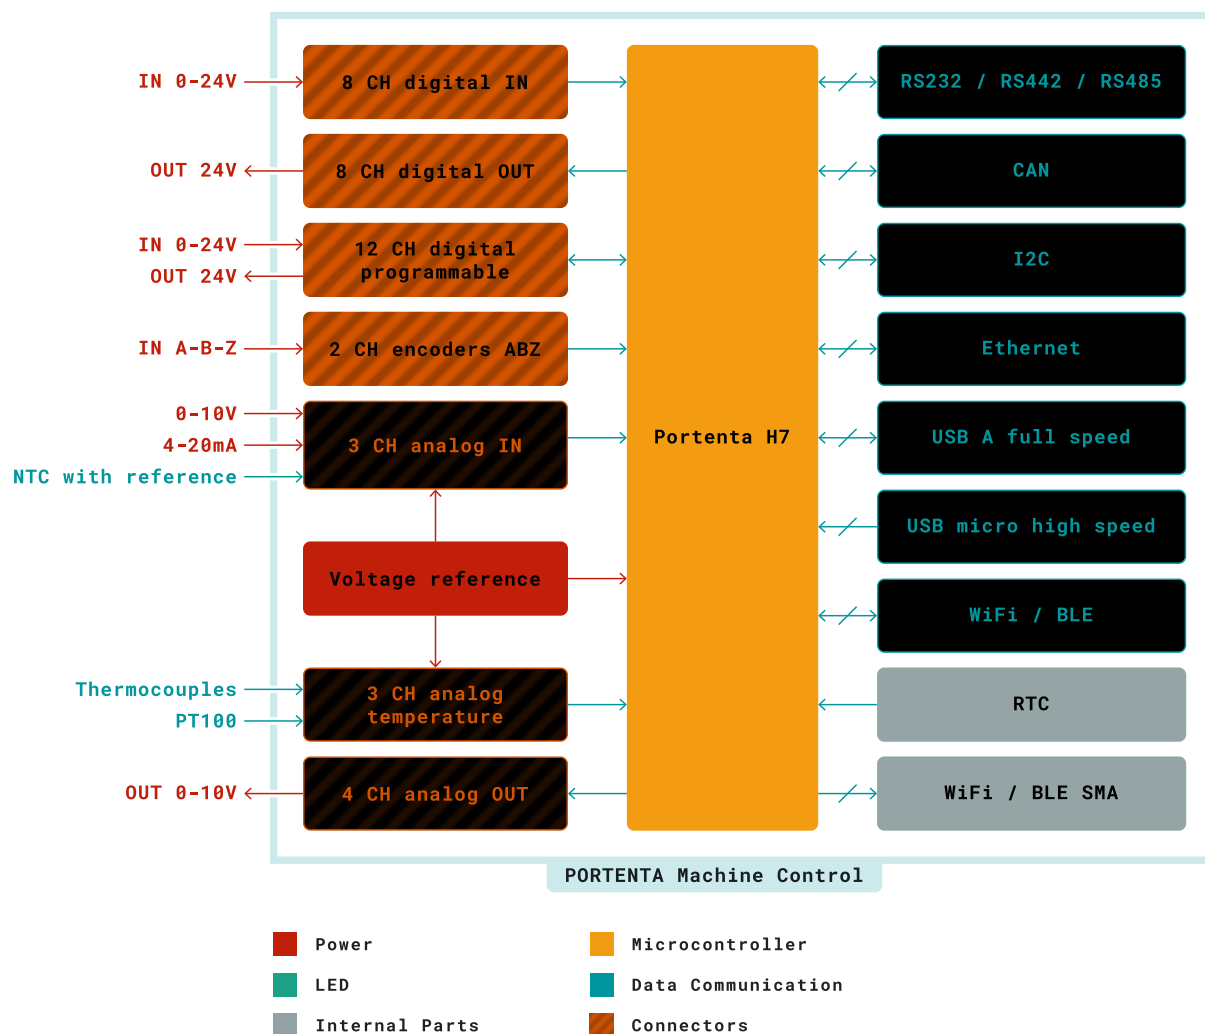 IN 0-24V
8 CH digital IN
RS232 / RS442 / RS485
OUT 24V
8 CH digital OUT
CAN
IN 0-24V
OUT 24V
12 CH digital
programmable
I2C
IN A-B-Z
2 CH encoders ABZ
Ethernet
0-10V
4-20mA
NTC with reference
3 CH analog IN
Portenta H7
USB A full speed
USB micro high speed
Voltage reference
WiFi / BLE
Thermocouples
PT100
3 CH analog
temperature
RTC
OUT 0-10V
4 CH analog OUT
WiFi / BLE SMA
PORTENTA Machine Control
Power
Microcontroller
LED
Data Communication
Internal Parts
Connectors